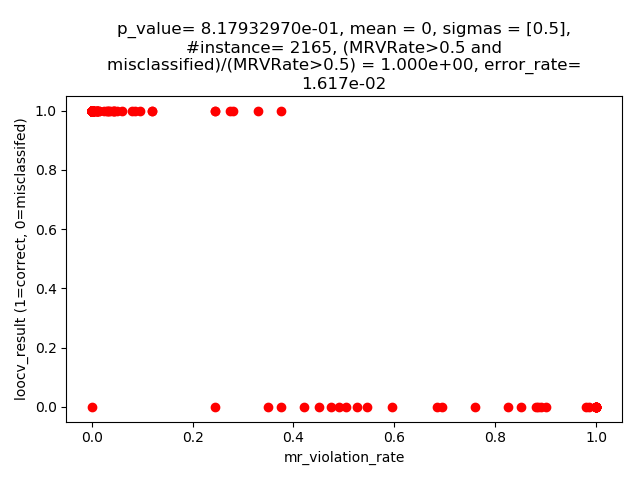 p_value= 8.17932970e-01, mean = 0, sigmas = [0.5],
#instance= 2165, (MRVRate>0.5 and
misclassified)/(MRVRate>0.5) = 1.000e+00, error_rate=
1.617e-02
1.0
0.8
0.6
0.4
0.2
0.0
loocv_result (1=correct, 0=misclassifed)
0.0 0.2 0.4 0.6 0.8 1.0
mr_violation_rate